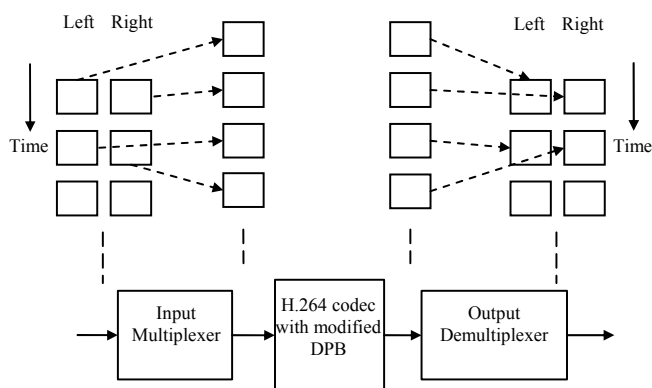 Left Right
Left Right
Time
Time
Input
Multiplexer
H.264 codec
with modified
DPB
Output
Demultiplexer